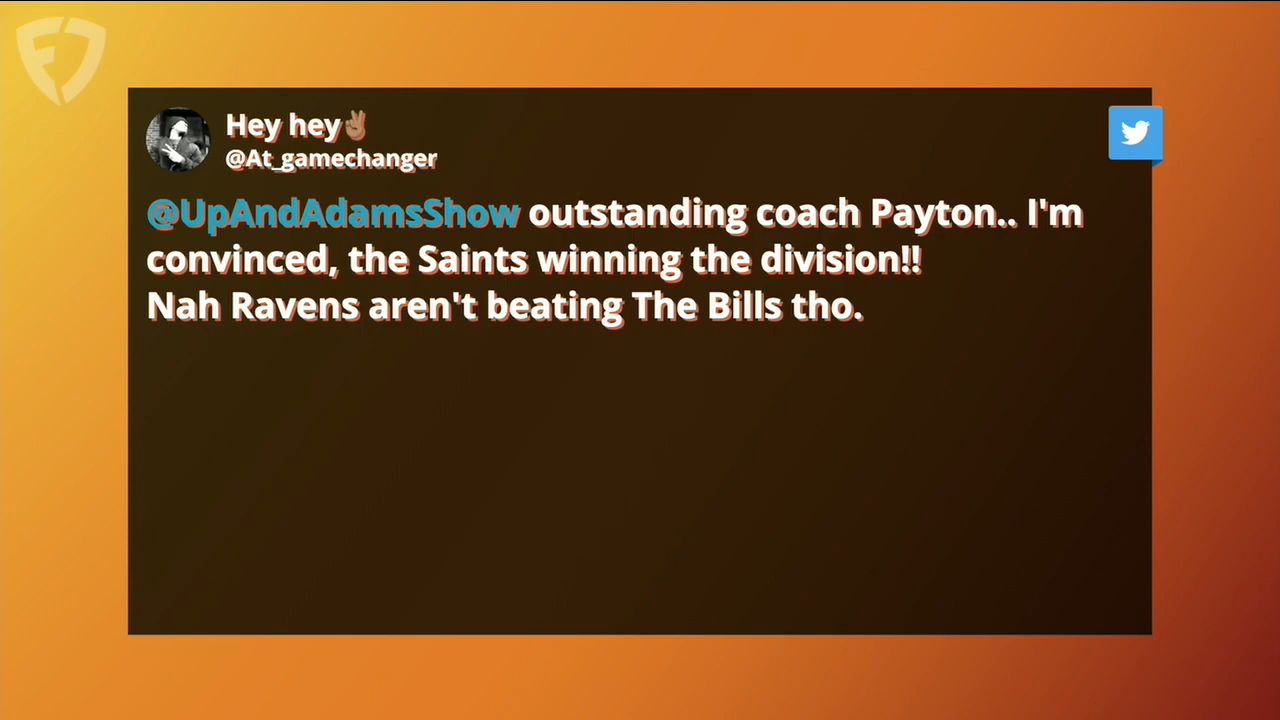 Hey hey✌🏽
@At_gamechanger
@UpAndAdamsShow outstanding coach Payton.. I'm
convinced, the Saints winning the division!!
Nah Ravens aren't beating The Bills tho.